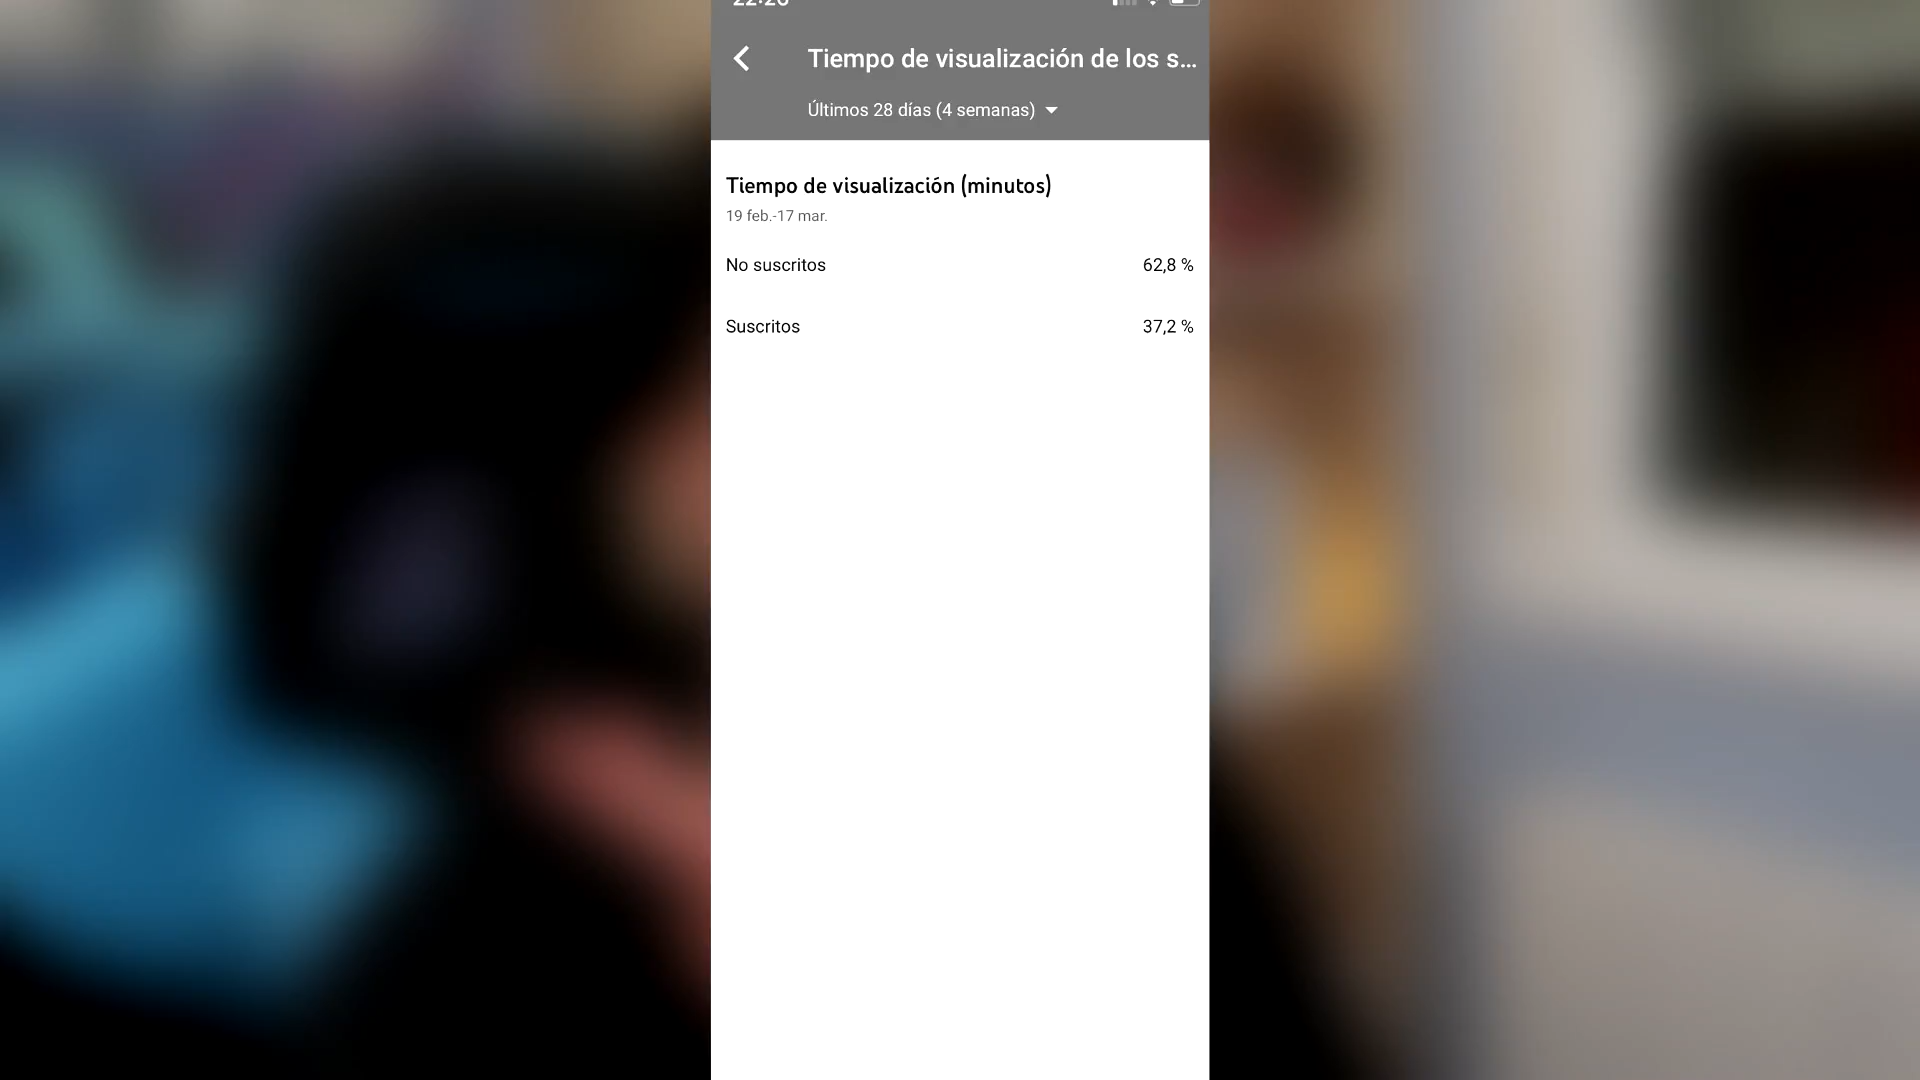 Tiempo de visualización de los s...
Últimos 28 días (4 semanas)
Tiempo de visualización (minutos)
19 feb.-17 mar.
No suscritos 62,8 %
Suscritos 37,2 %